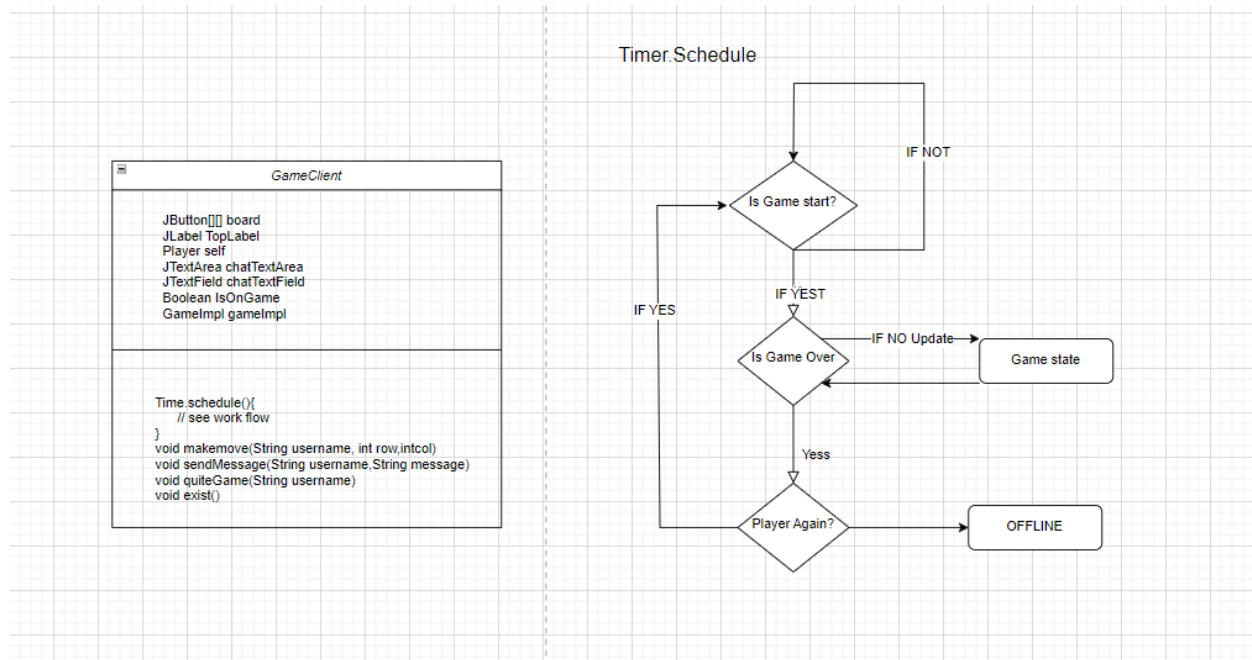 GameClient
JButton[][] board
JLabel TopLabel
Player self
JTextArea chatTextArea
JTextField chatTextField
Boolean IsOnGame
GameImpl gameImpl
Time.schedule(){
// see work flow
}
void makemove(String username, int row,intcol)
void sendMessage(String username,String message)
void quiteGame(String username)
void exist()
Timer.Schedule
IF NOT
Is Game start?
IF YEST
IF YES
Is Game Over
IF NO Update
Game state
Yess
Player Again?
OFFLINE